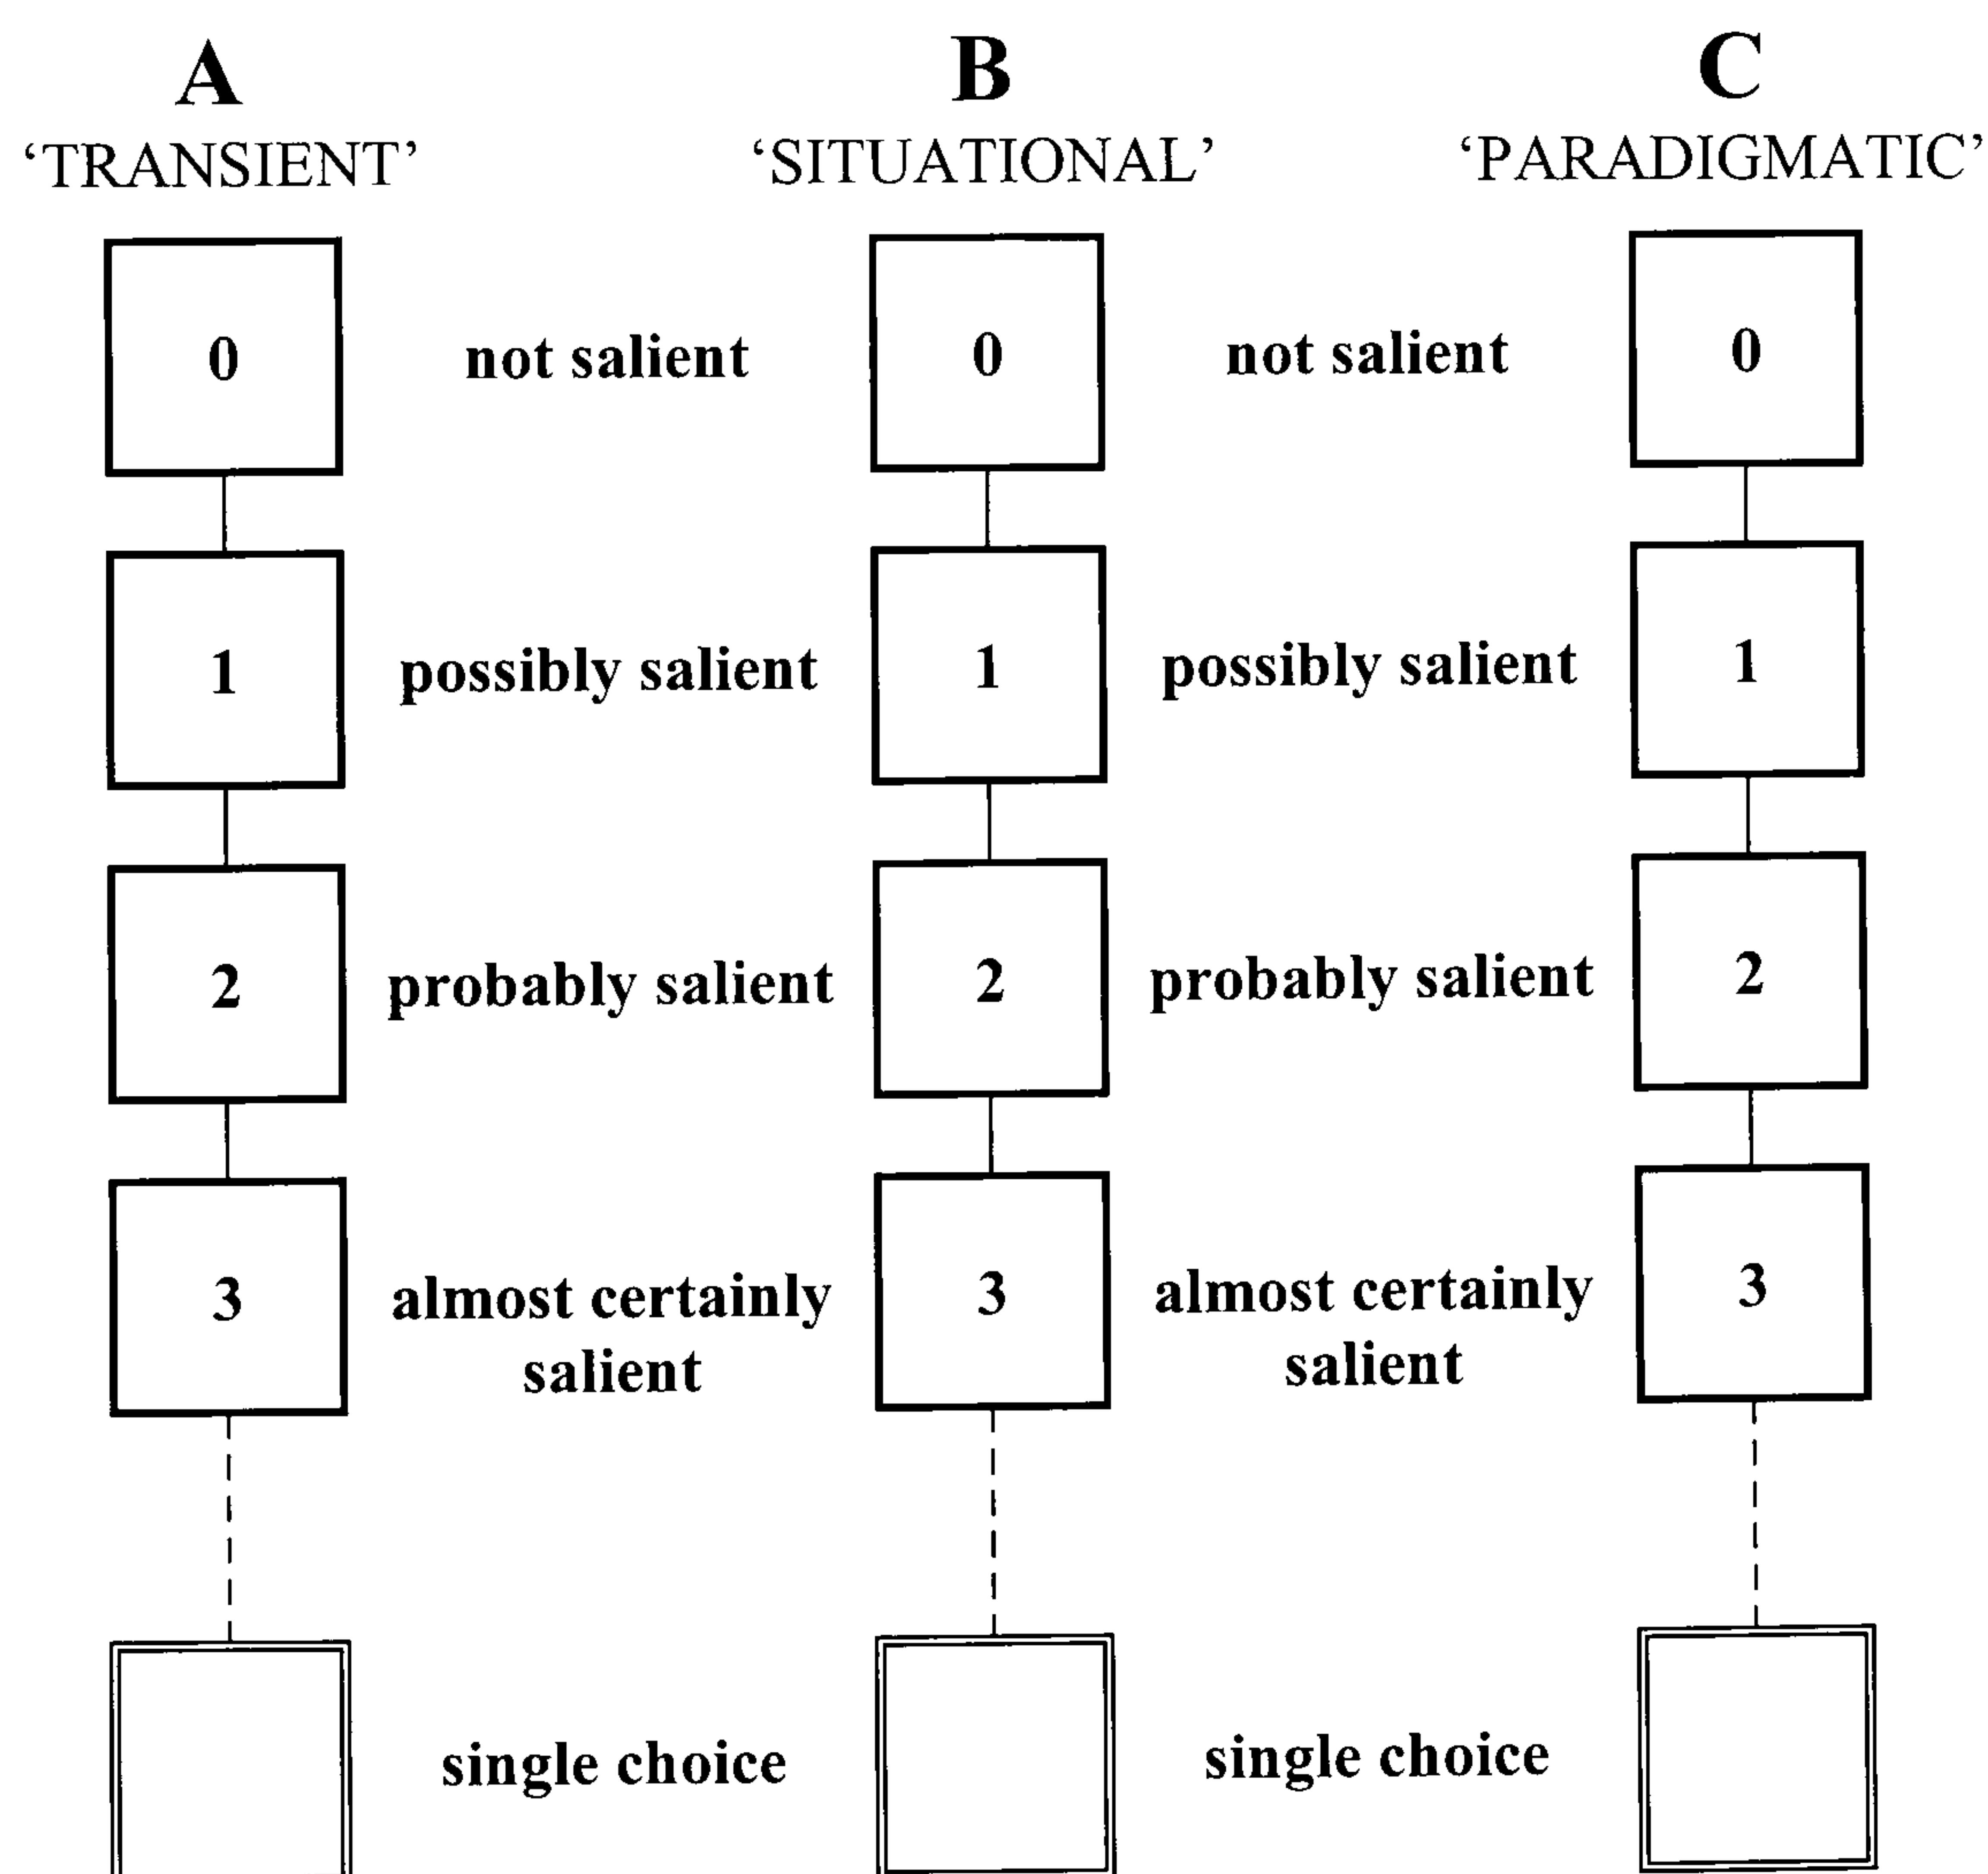 A B C
‘TRANSIENT’ ‘SITUATIONAL’ ‘PARADIGMATIC’
0 not salient 0 not salient 0
1 possibly salient 1 possibly salient 1
2 probably salient 2 probably salient 2
3 almost certainly 3 almost certainly 3
salient salient
single choice single choice